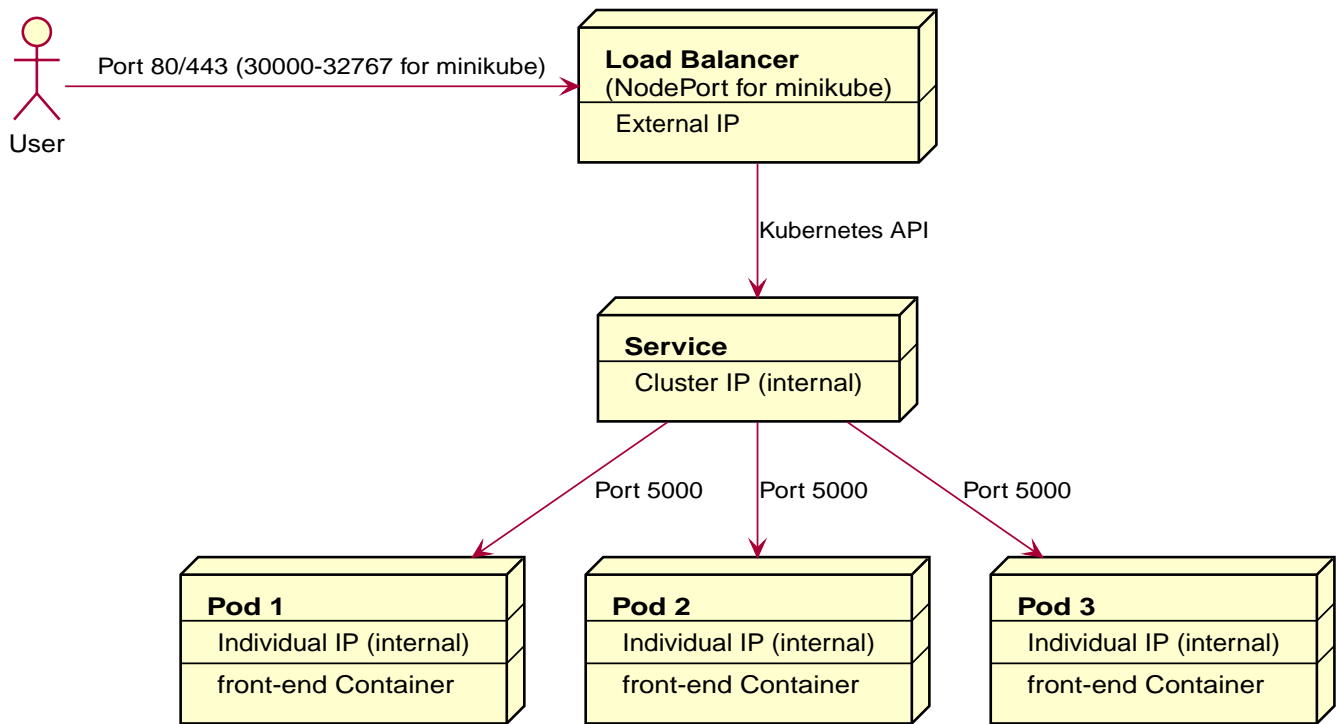 Port 80/443 (30000-32767 for minikube)
User
Load Balancer
(NodePort for minikube)
External IP
Kubernetes API
Service
Cluster IP (internal)
Port 5000
Port 5000
Port 5000
Pod 1
Individual IP (internal)
front-end Container
Pod 2
Individual IP (internal)
front-end Container
Pod 3
Individual IP (internal)
front-end Container